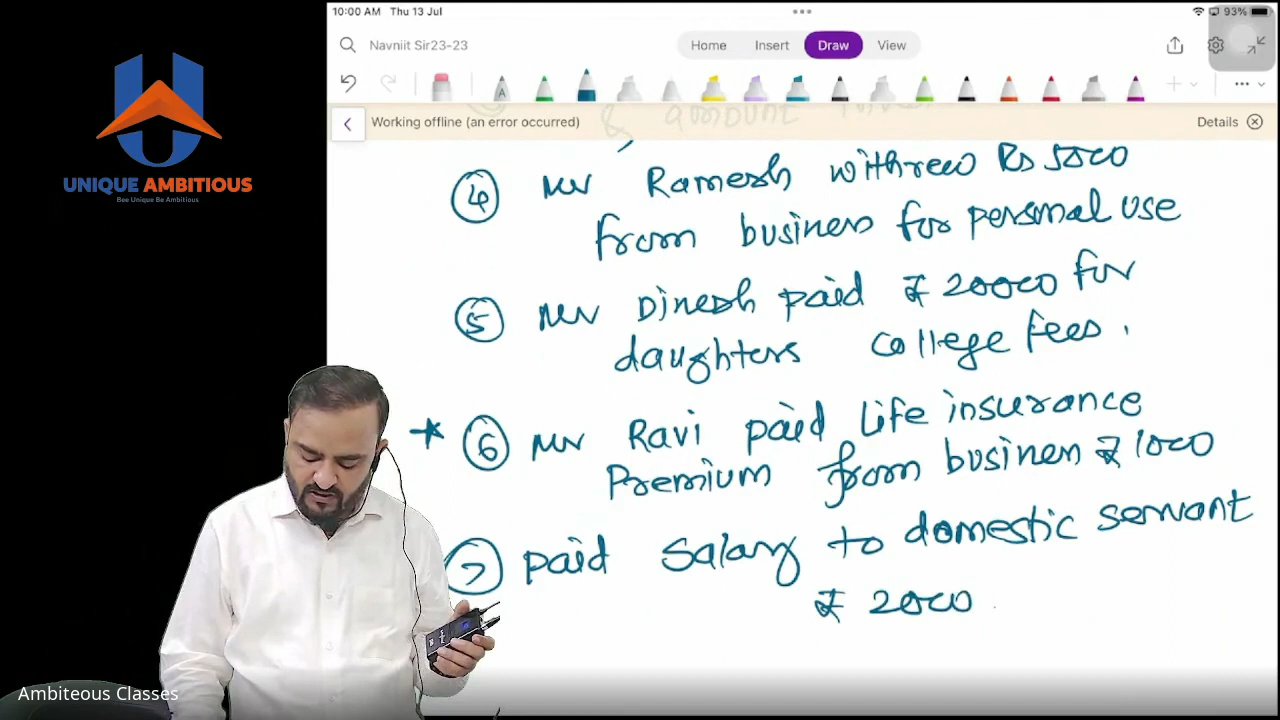 10:00 AM Thu 13 Jul
93%
Navniit Sir23-23
Home Insert Draw View
A
& amount
Working offline (an error occurred) Details
UNIQUE AMBITIOUS
Bee Unique Be Ambitious
④ Mr Ramesh withrew Rs 5000
from business for personal use
⑤ Mr Dinesh paid ₹ 20000 for
daughters college fees.
* ⑥ Mr Ravi paid Life insurance
Premium from business ₹ 1000
⑦ Paid Salary to domestic servant
₹ 2000
Ambiteous Classes